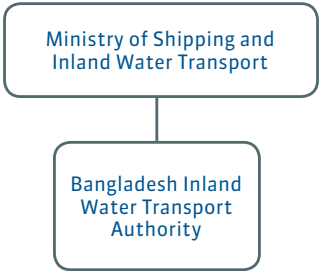 Ministry of Shipping and
Inland Water Transport
Bangladesh Inland
Water Transport
Authority